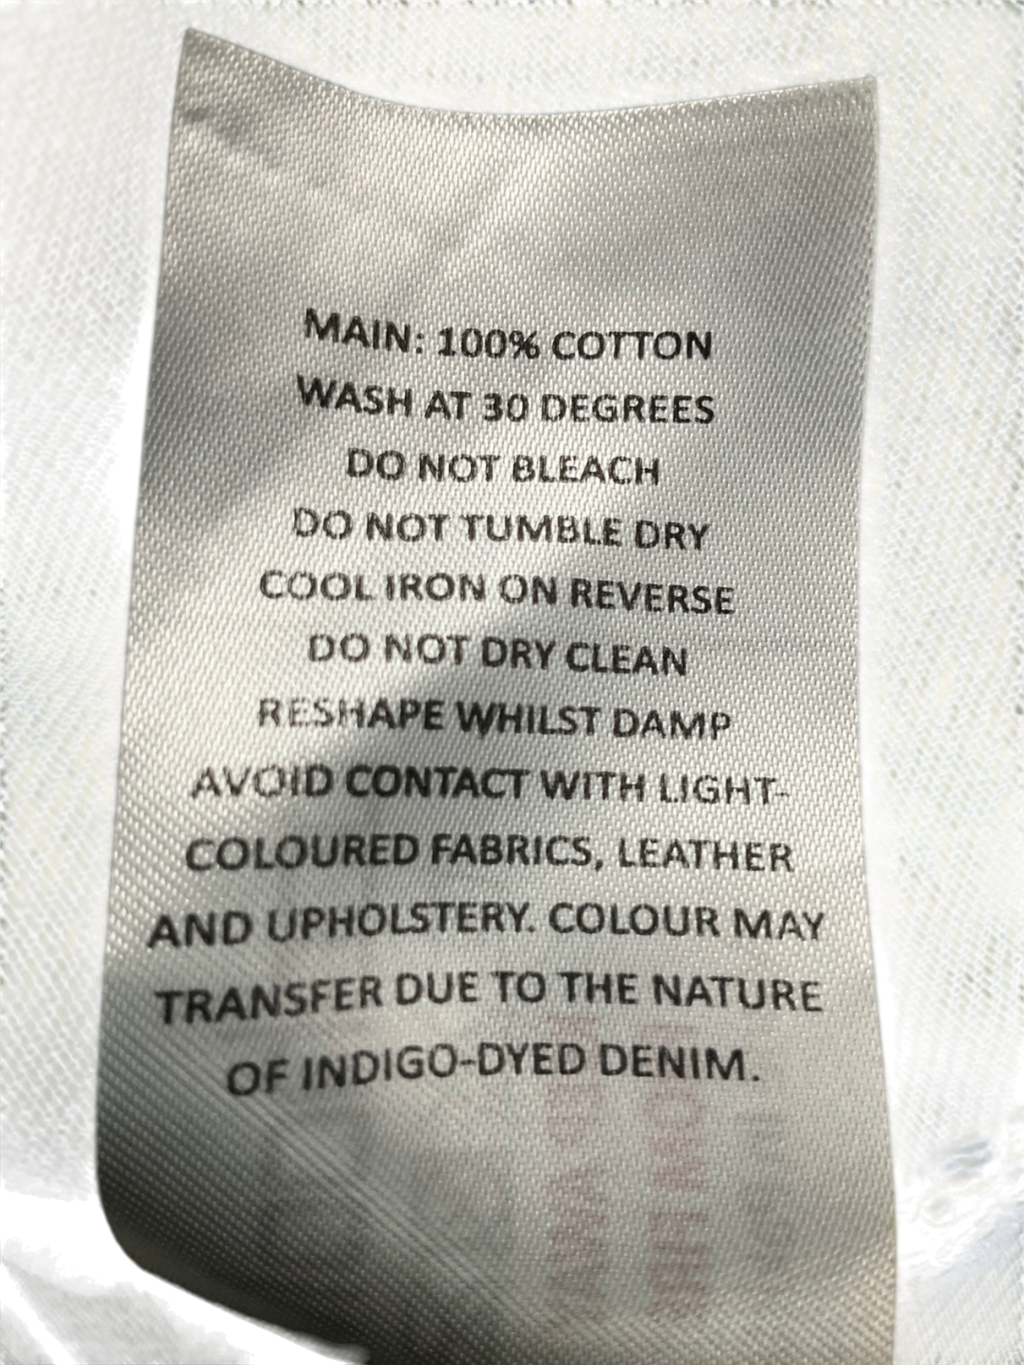 MAIN: 100% COTTON
WASH AT 30 DEGREES
DO NOT BLEACH
DO NOT TUMBLE DRY
COOL IRON ON REVERSE
DO NOT DRY CLEAN
RESHAPE WHILST DAMP
AVOID CONTACT WITH LIGHT-
COLOURED FABRICS, LEATHER
AND UPHOLSTERY. COLOUR MAY
TRANSFER DUE TO THE NATURE
OF INDIGO-DYED DENIM.